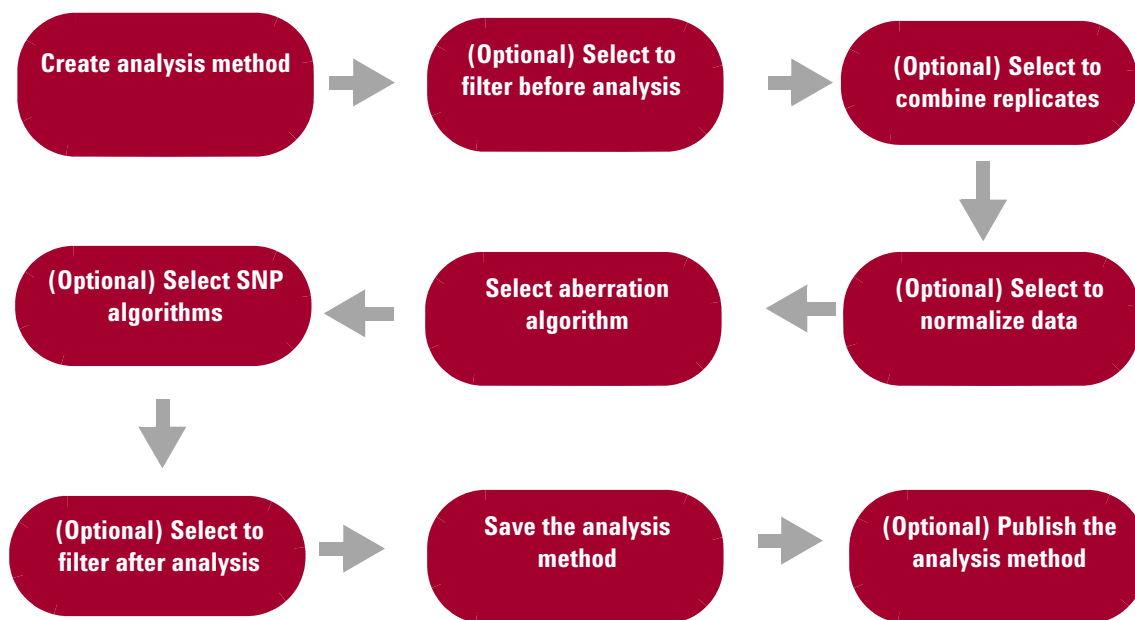 Create analysis method
(Optional) Select to
filter before analysis
(Optional) Select to
combine replicates
(Optional) Select to
normalize data
Select aberration
algorithm
(Optional) Select SNP
algorithms
(Optional) Select to
filter after analysis
Save the analysis
method
(Optional) Publish the
analysis method